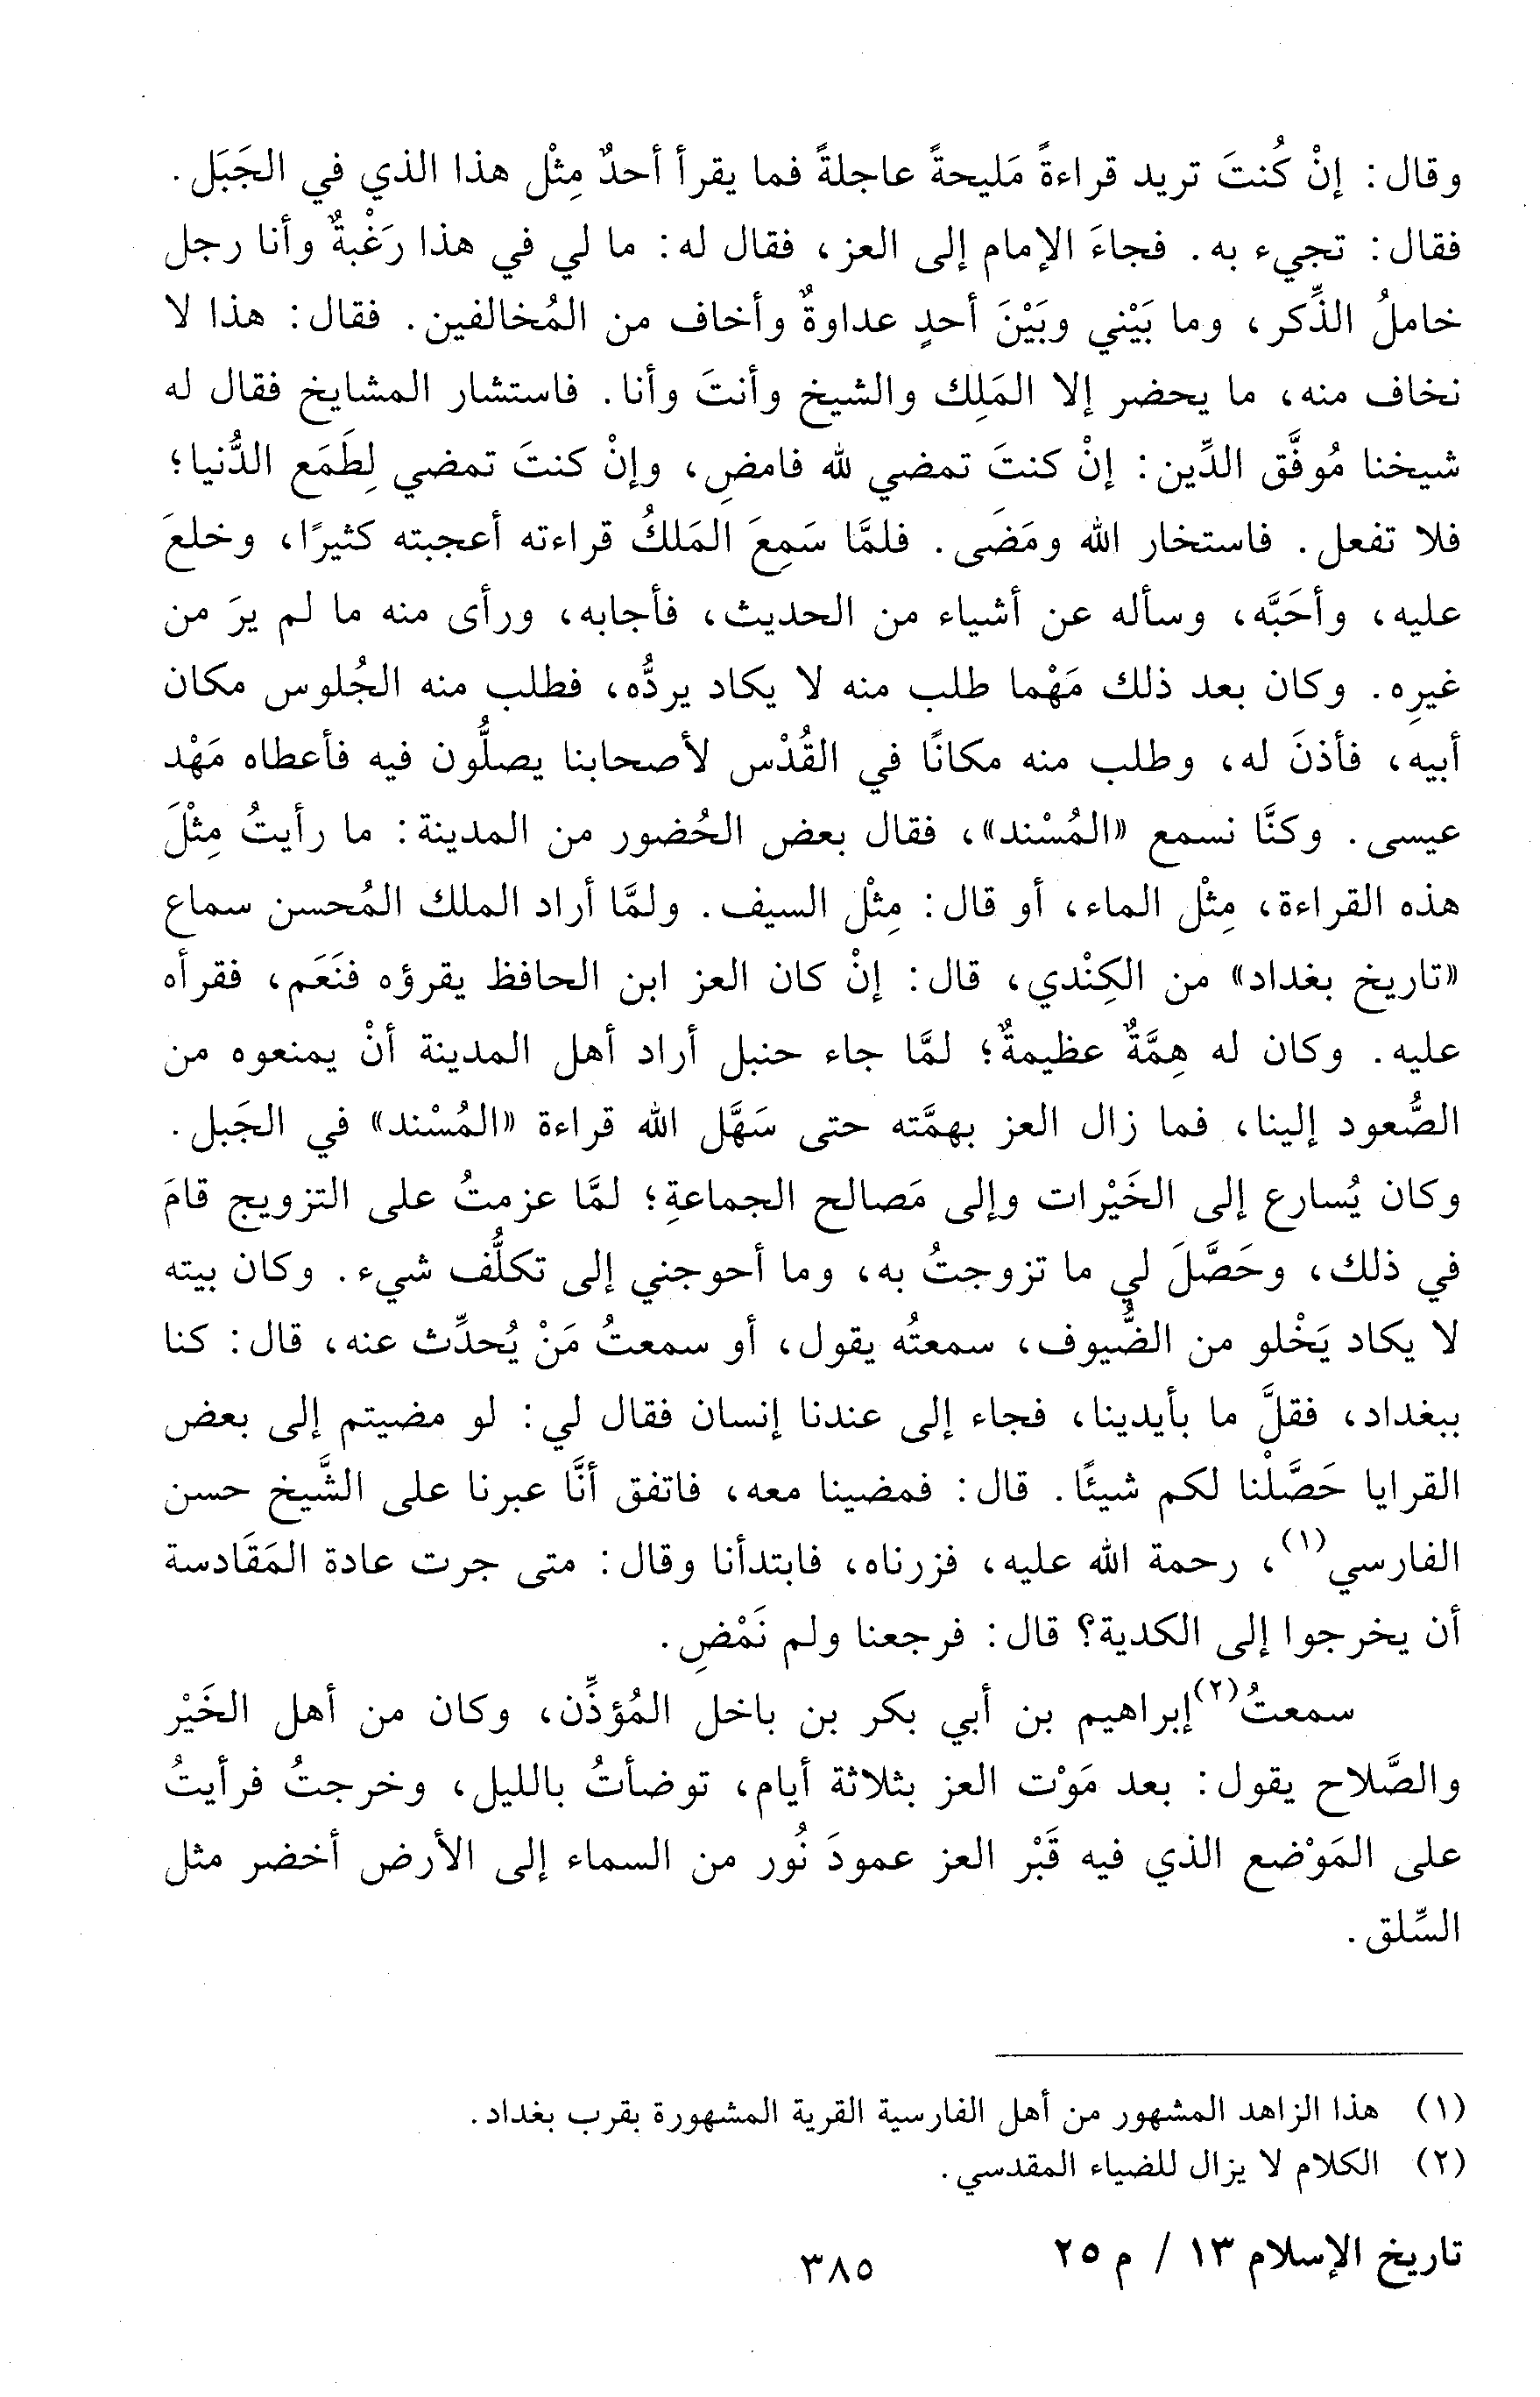 وقال: إنْ كُنتَ تريد قراءةً مَليحةً عاجلةً فما يقرأ أحدٌ مِثْل هذا الذي في الجَبَل.
فقال: تجيء به. فجاءَ الإمام إلى العز، فقال له: ما لي في هذا رَغْبةٌ وأنا رجل
خاملُ الذِّكر، وما بَيْني وبَيْنَ أحدٍ عداوةٌ وأخاف من المُخالفين. فقال: هذا لا
نخاف منه، ما يحضر إلا المَلِك والشيخ وأنتَ وأنا. فاستشار المشايخ فقال له
شيخنا مُوفَّق الدِّين: إنْ كنتَ تمضي لله فامضِ، وإنْ كنتَ تمضي لِطَمَع الدُّنيا؛
فلا تفعل. فاستخار الله ومَضَى. فلمَّا سَمِعَ المَلكُ قراءته أعجبته كثيرًا، وخلعَ
عليه، وأحَبَّه، وسأله عن أشياء من الحديث، فأجابه، ورأى منه ما لم يرَ من
غيرِه. وكان بعد ذلك مَهْما طلب منه لا يكاد يردُّه، فطلب منه الجُلوس مكان
أبيه، فأذنَ له، وطلب منه مكانًا في القُدْس لأصحابنا يصلُّون فيه فأعطاه مَهْد
عيسى. وكنَّا نسمع «المُسْند»، فقال بعض الحُضور من المدينة: ما رأيتُ مِثْلَ
هذه القراءة، مِثْل الماء، أو قال: مِثْل السيف. ولمَّا أراد الملك المُحسن سماع
«تاريخ بغداد» من الكِنْدي، قال: إنْ كان العز ابن الحافظ يقرؤه فنَعَم، فقرأه
عليه. وكان له هِمَّةٌ عظيمةٌ؛ لمَّا جاء حنبل أراد أهل المدينة أنْ يمنعوه من
الصُّعود إلينا، فما زال العز بهمَّته حتى سَهَّل الله قراءة «المُسْند» في الجَبل.
وكان يُسارع إلى الخَيْرات وإلى مَصالح الجماعةِ؛ لمَّا عزمتُ على التزويج قامَ
في ذلك، وحَصَّلَ لي ما تزوجتُ به، وما أحوجني إلى تكلُّف شيء. وكان بيته
لا يكاد يَخْلو من الضُّيوف، سمعتُه يقول، أو سمعتُ مَنْ يُحدِّث عنه، قال: كنا
ببغداد، فقلَّ ما بأيدينا، فجاء إلى عندنا إنسان فقال لي: لو مضيتم إلى بعض
القرايا حَصَّلْنا لكم شيئًا. قال: فمضينا معه، فاتفق أنَّا عبرنا على الشَّيخ حسن
الفارسي(١)، رحمة الله عليه، فزرناه، فابتدأنا وقال: متى جرت عادة المَقَادسة
أن يخرجوا إلى الكدية؟ قال: فرجعنا ولم نَمْضِ.
سمعتُ(٢) إبراهيم بن أبي بكر بن باخل المُؤذِّن، وكان من أهل الخَيْر
والصَّلاح يقول: بعد مَوْت العز بثلاثة أيام، توضأتُ بالليل، وخرجتُ فرأيتُ
على المَوْضع الذي فيه قَبْر العز عمودَ نُور من السماء إلى الأرض أخضر مثل
السِّلق.
(١) هذا الزاهد المشهور من أهل الفارسية القرية المشهورة بقرب بغداد.
(٢) الكلام لا يزال للضياء المقدسي.
تاريخ الإسلام ١٣ / م ٢٥
٣٨٥